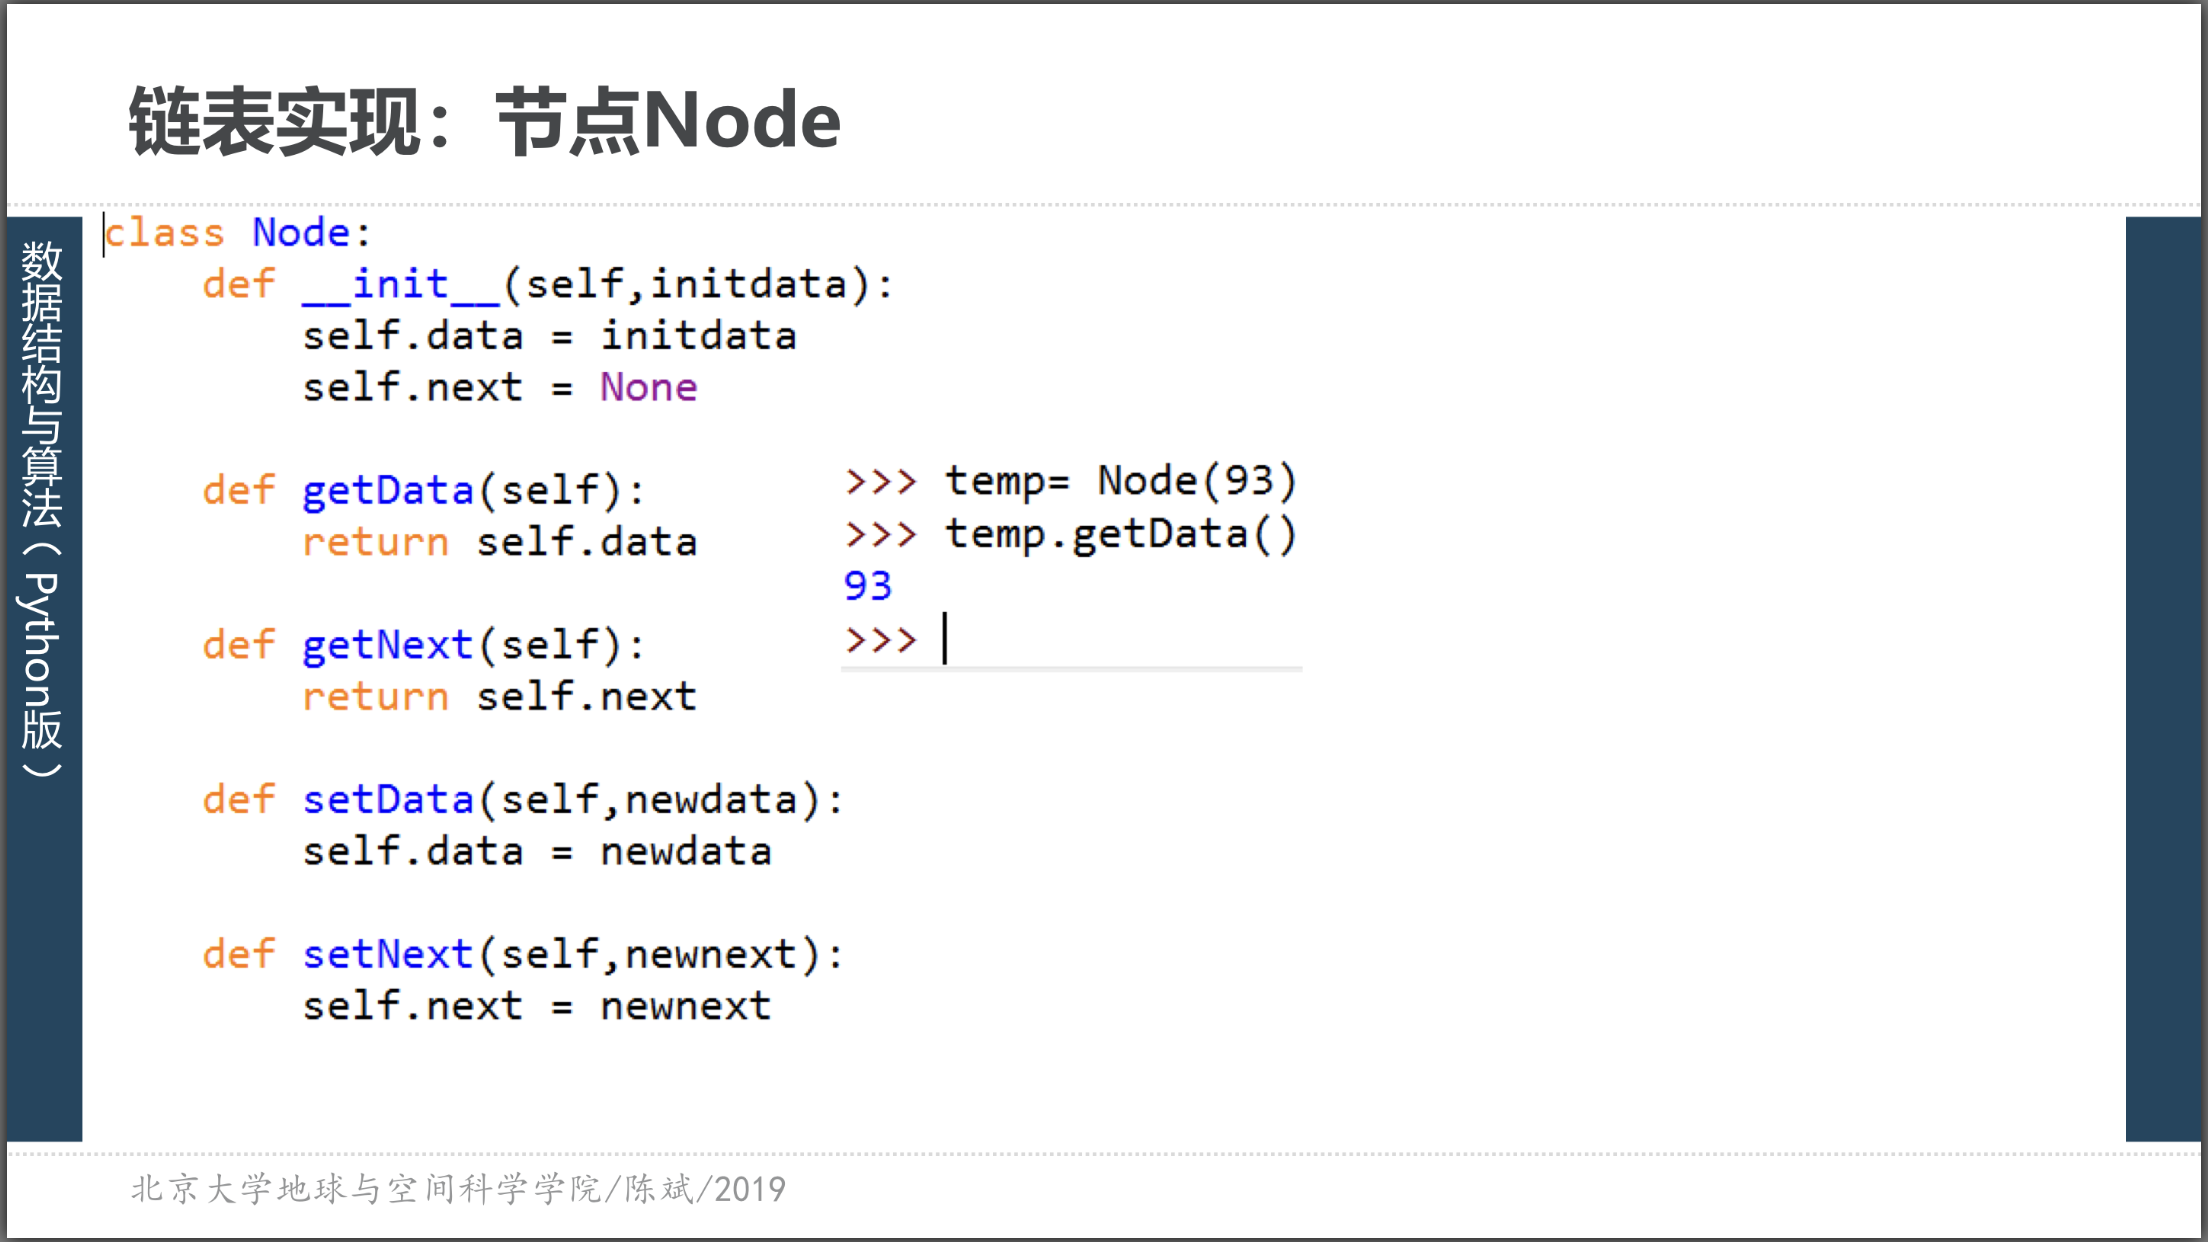 链表实现：节点Node
数据结构与算法（Python版）
class Node:
    def __init__(self,initdata):
        self.data = initdata
        self.next = None
    def getData(self):
        return self.data
    def getNext(self):
        return self.next
    def setData(self,newdata):
        self.data = newdata
    def setNext(self,newnext):
        self.next = newnext
>>> temp= Node(93)
>>> temp.getData()
93
>>>
北京大学地球与空间科学学院/陈斌/2019